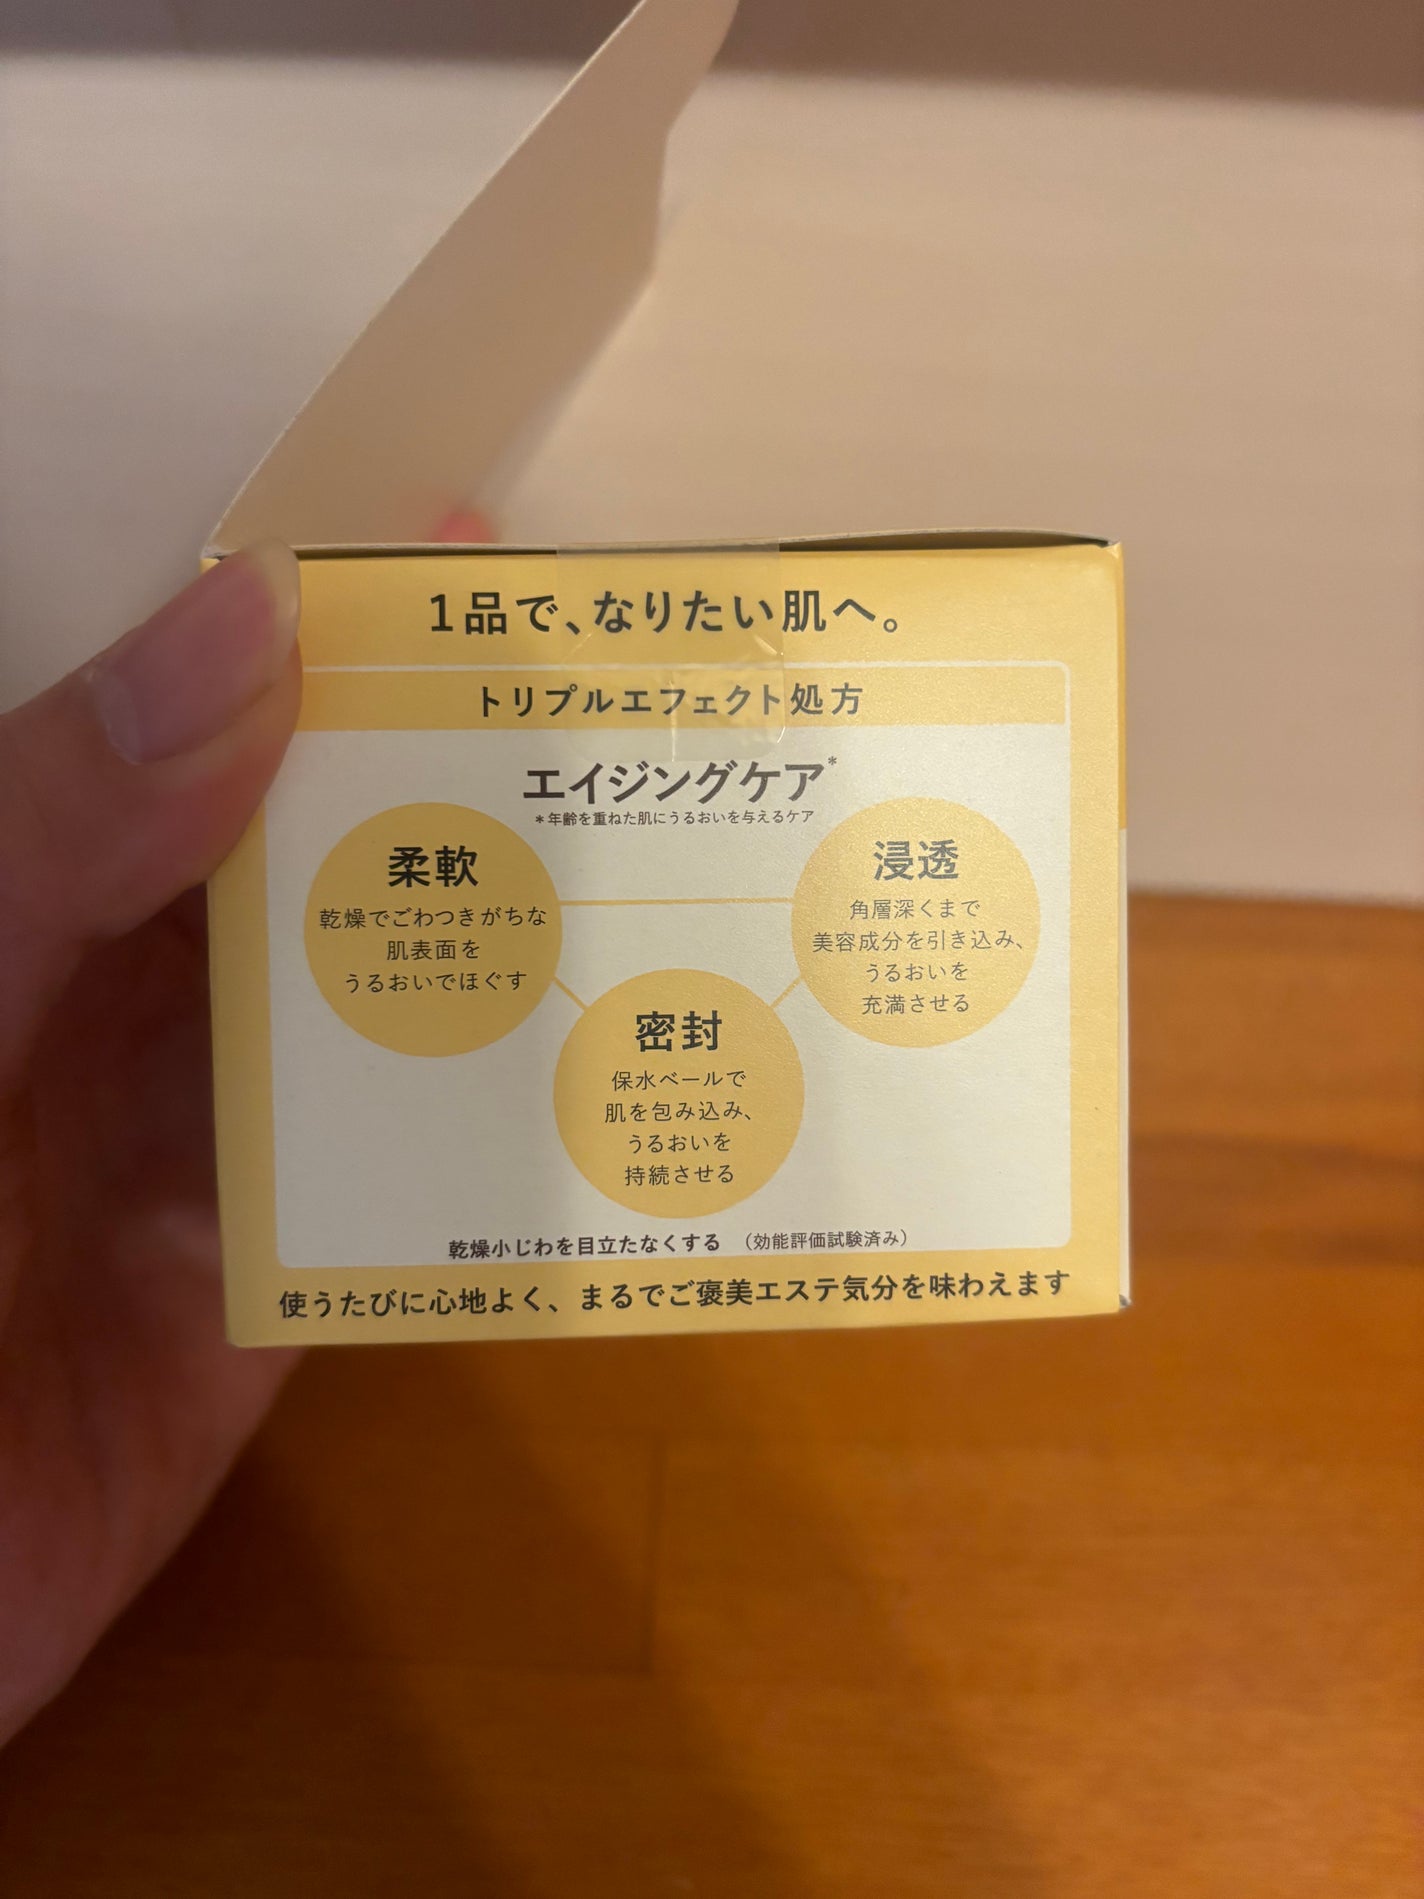 1品で、なりたい肌へ。
トリプルエフェクト処方
エイジングケア*
*年齢を重ねた肌にうるおいを与えるケア
柔軟
乾燥でごわつきがちな
肌表面を
うるおいでほぐす
浸透
角層深くまで
美容成分を引き込み、
うるおいを
充満させる
密封
保水ベールで
肌を包み込み、
うるおいを
持続させる
乾燥小じわを目立たなくする （効能評価試験済み）
使うたびに心地よく、まるでご褒美エステ気分を味わえます